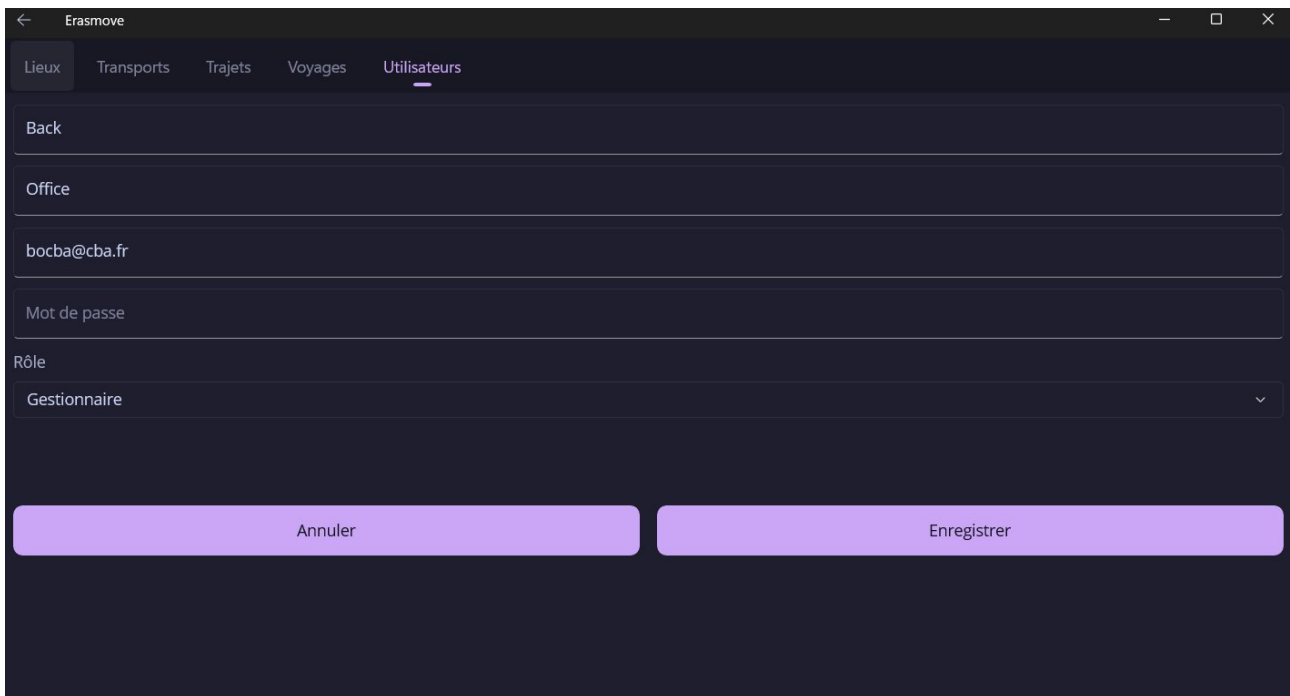 Erasmove
Lieux Transports Trajets Voyages Utilisateurs
Back
Office
bocba@cba.fr
Mot de passe
Rôle
Gestionnaire
Annuler Enregistrer